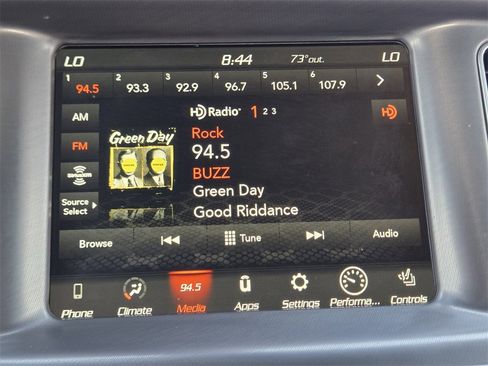 LO 8:44 73°out. LO
1 94.5 2 93.3 3 92.9 4 96.7 5 105.1 6 107.9
AM
HD Radio 1 2 3
HD
Green Day
Rock
FM
94.5
SiriusXM
BUZZ
Green Day
Source
Select
Good Riddance
Browse Tune Audio
94.5 ū
Phone Climate Media Apps Settings Performa... Controls